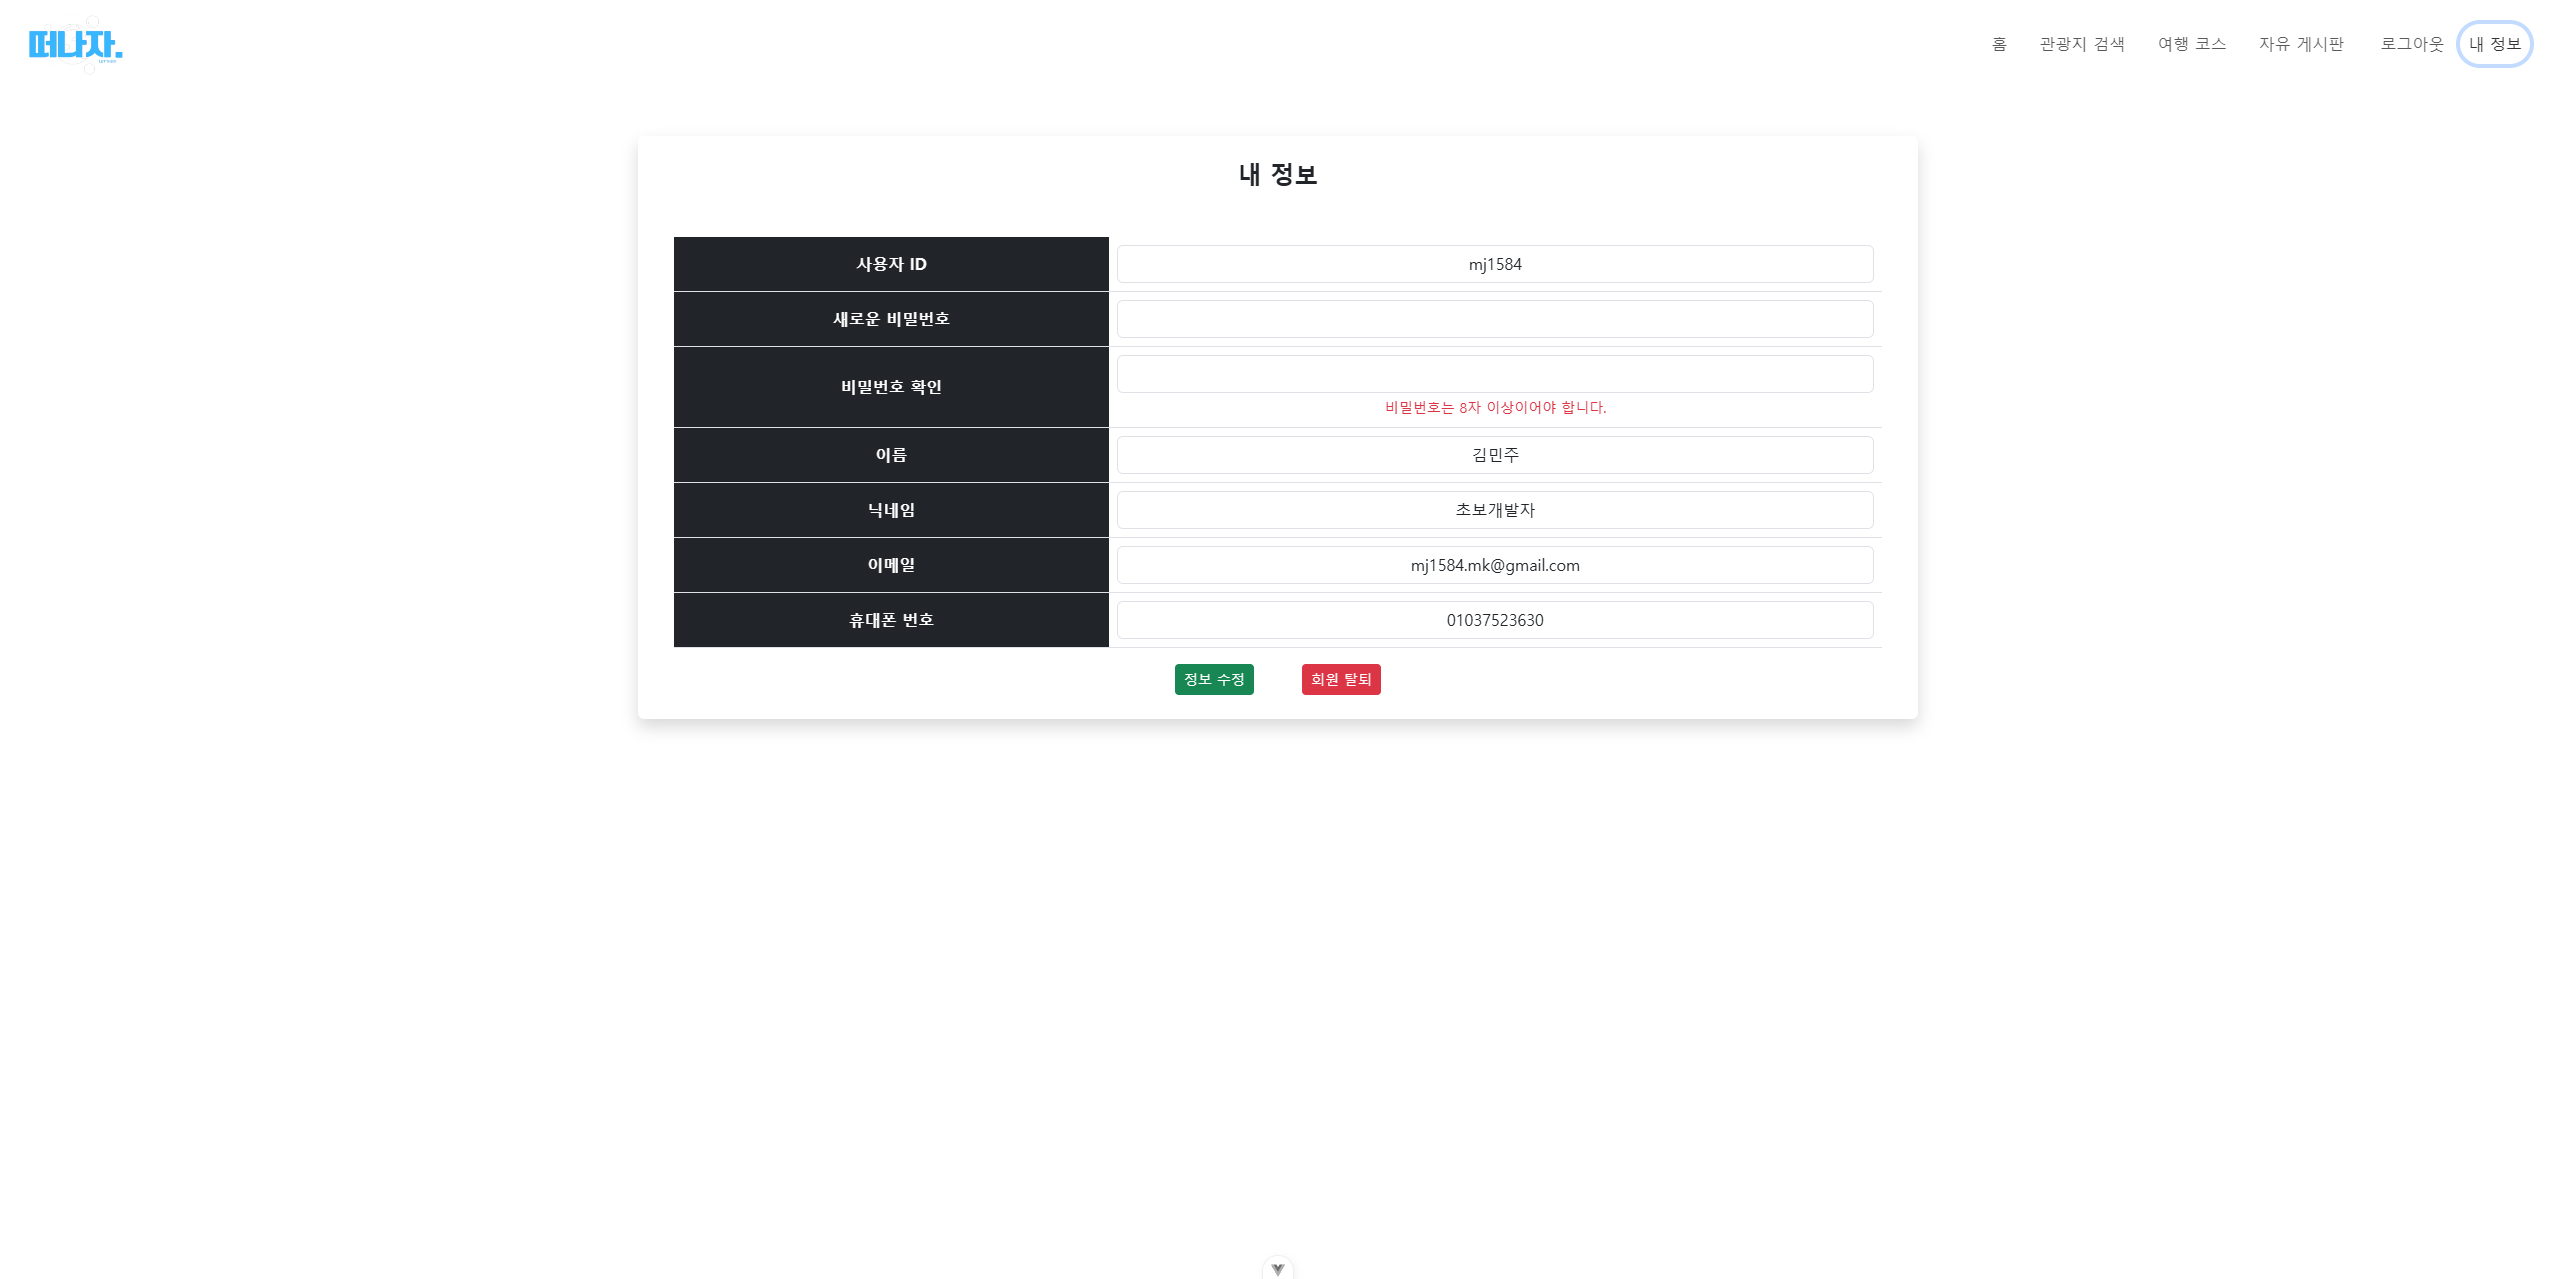 떠나자.
홈 관광지 검색 여행 코스 자유 게시판 로그아웃 내 정보
내 정보
사용자 ID mj1584
새로운 비밀번호
비밀번호 확인
비밀번호는 8자 이상이어야 합니다.
이름 김민주
닉네임 초보개발자
이메일 mj1584.mk@gmail.com
휴대폰 번호 01037523630
정보 수정 회원 탈퇴